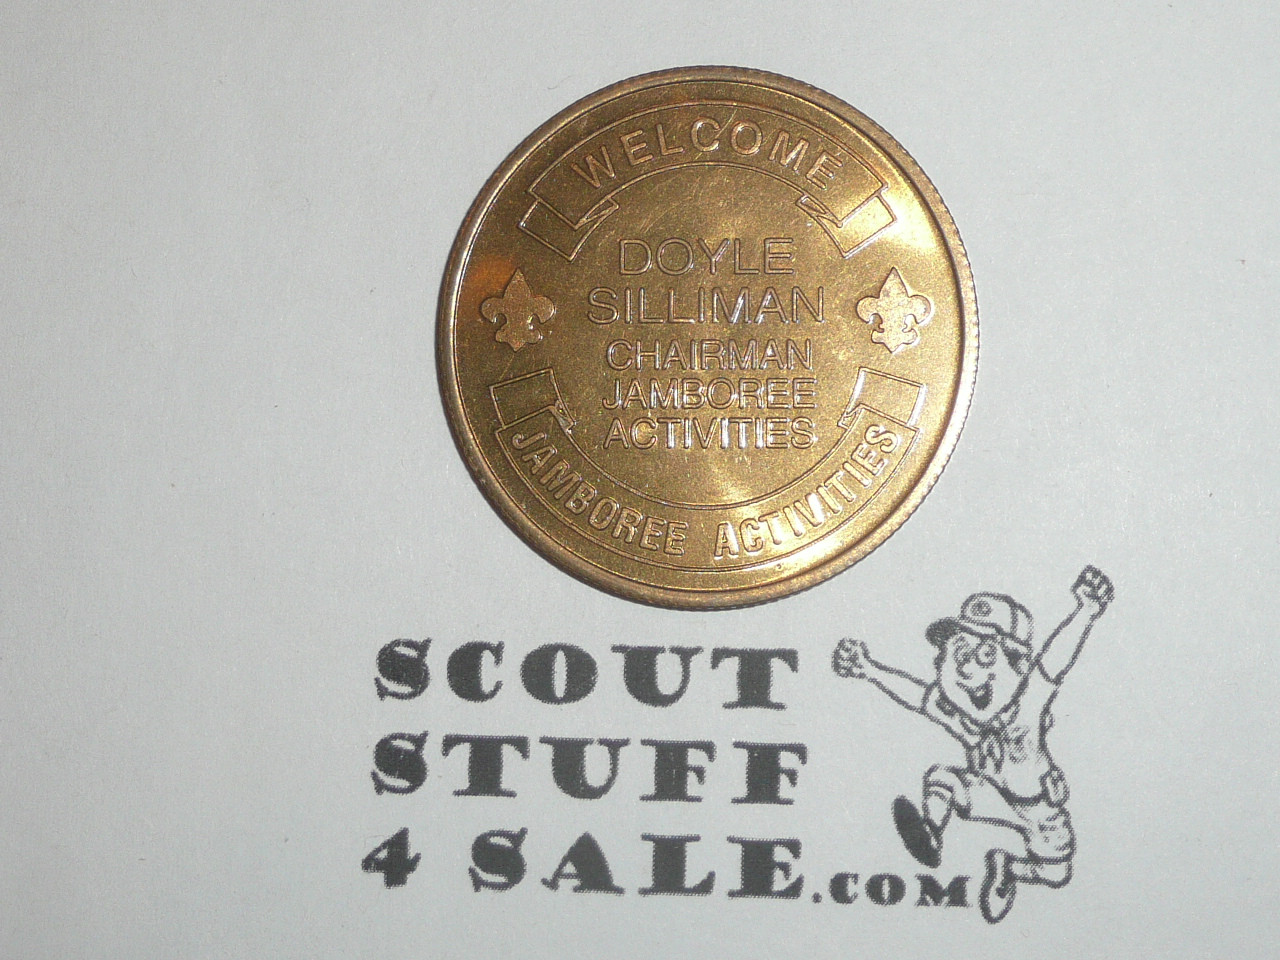 WELCOME
DOYLE
SILLIMAN
CHAIRMAN
JAMBOREE
ACTIVITIES
JAMBOREE ACTIVITIES
SCOUT
STUFF
4 SALE.COM